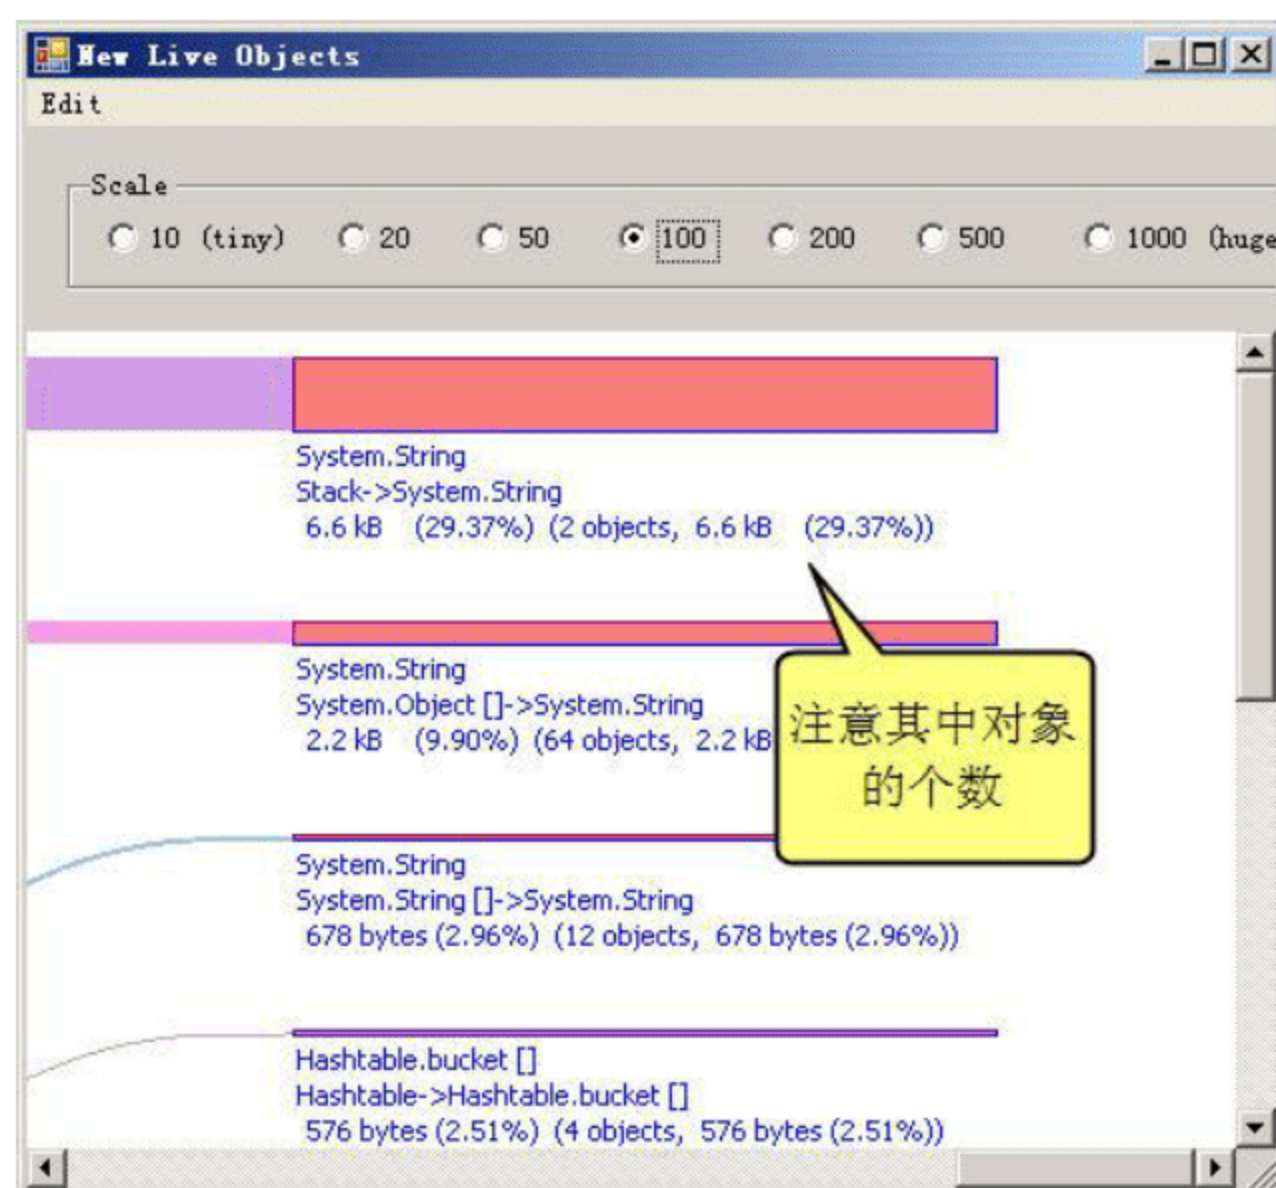 New Live Objects
Edit
Scale
10 (tiny) 20 50 100 200 500 1000 (huge
System.String
Stack->System.String
6.6 kB (29.37%) (2 objects, 6.6 kB (29.37%))
System.String
System.Object []->System.String
2.2 kB (9.90%) (64 objects, 2.2 kB
注意其中对象
的个数
System.String
System.String []->System.String
678 bytes (2.96%) (12 objects, 678 bytes (2.96%))
Hashtable.bucket []
Hashtable->Hashtable.bucket []
576 bytes (2.51%) (4 objects, 576 bytes (2.51%))